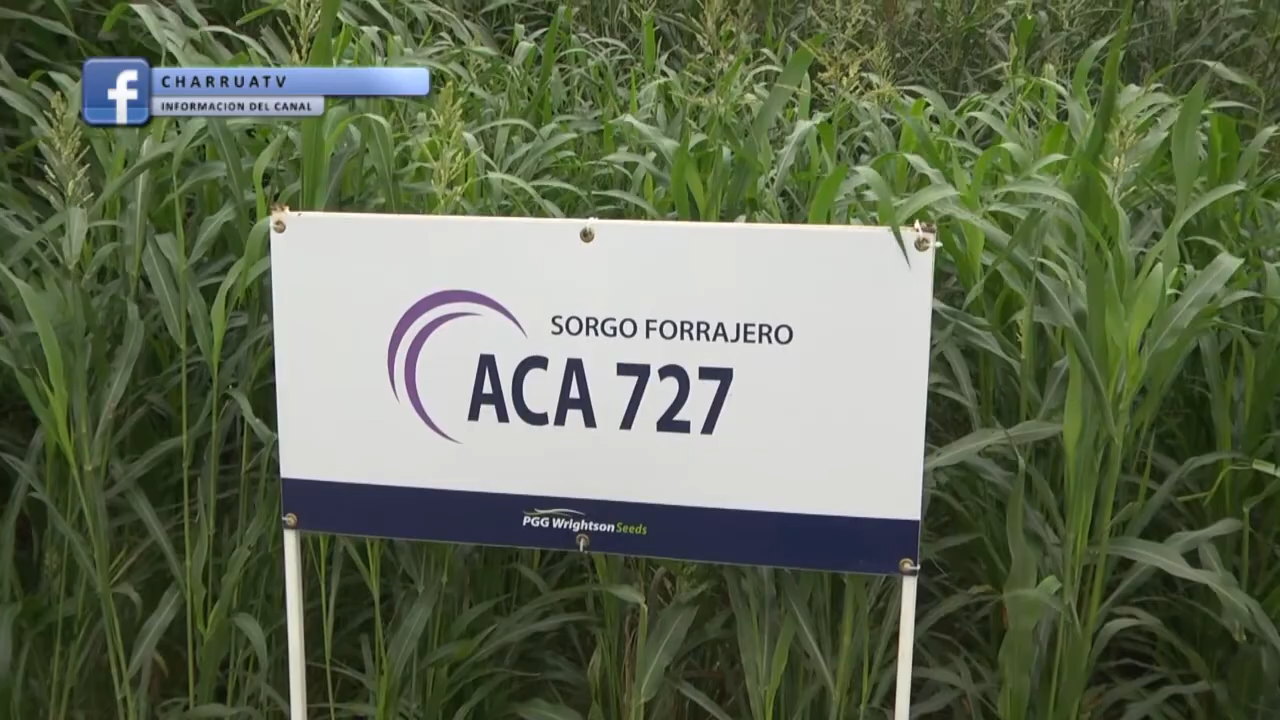 CHARRUATV
INFORMACION DEL CANAL
SORGO FORRAJERO
ACA 727
PGG Wrightson Seeds